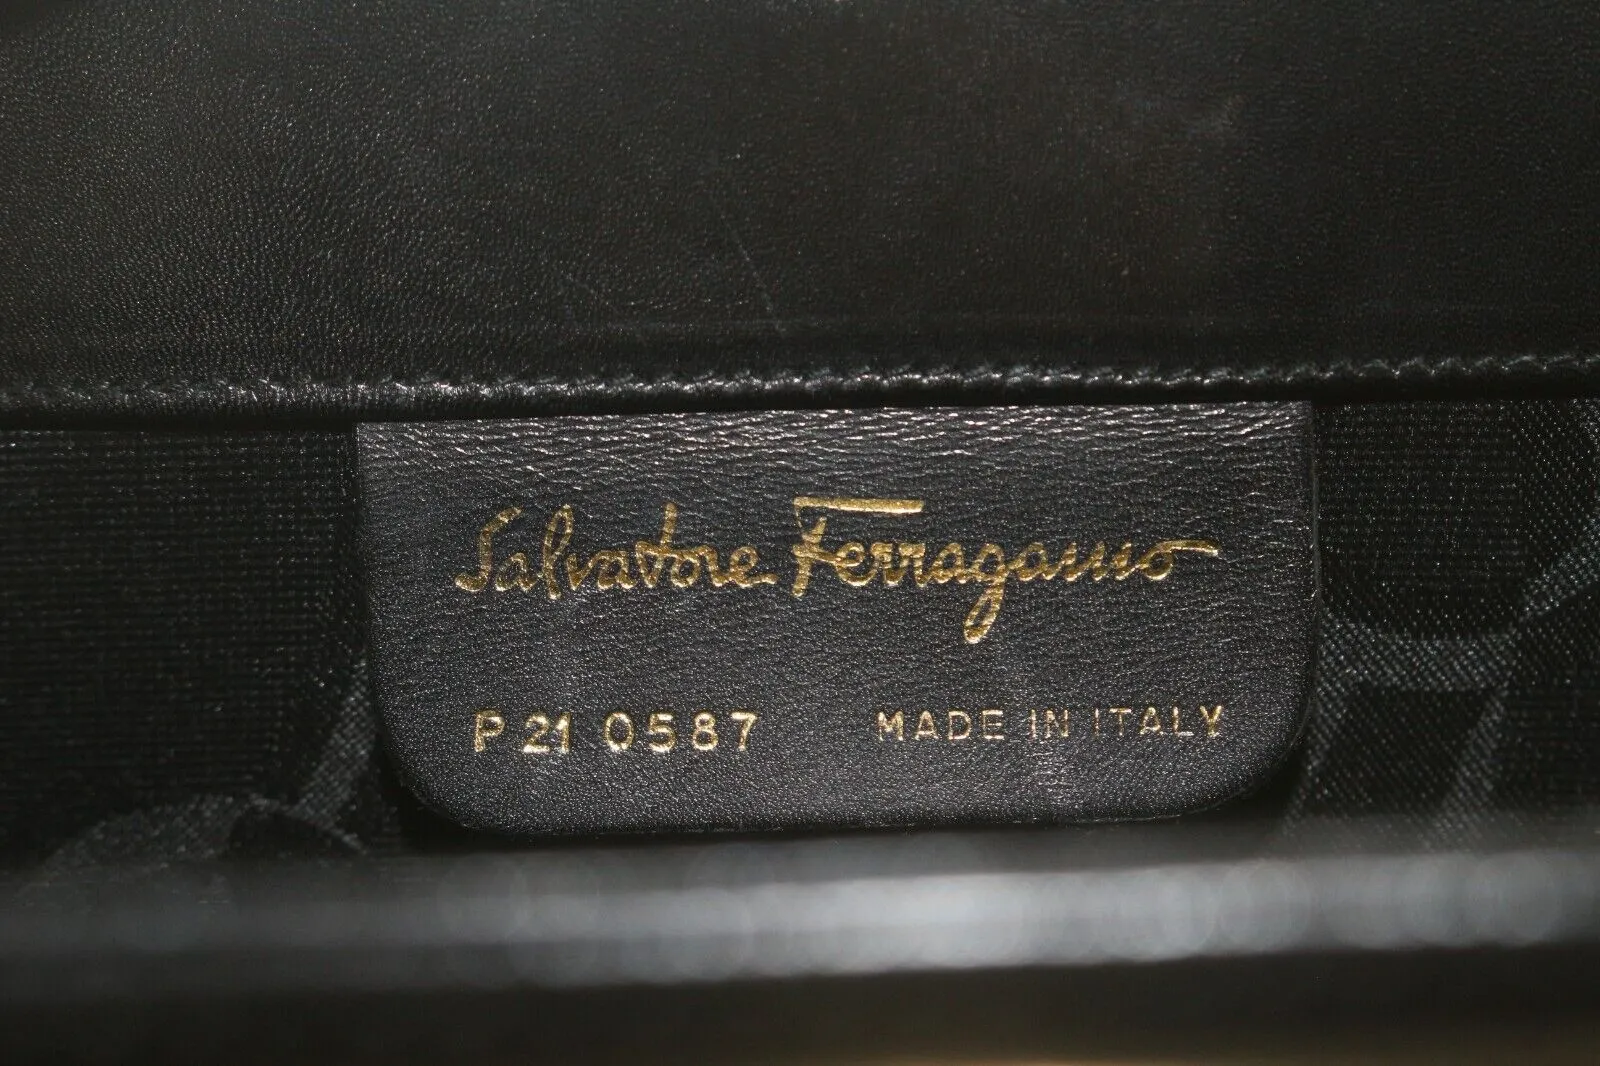 Salvatore Ferragamo
P 21 0587 MADE IN ITALY